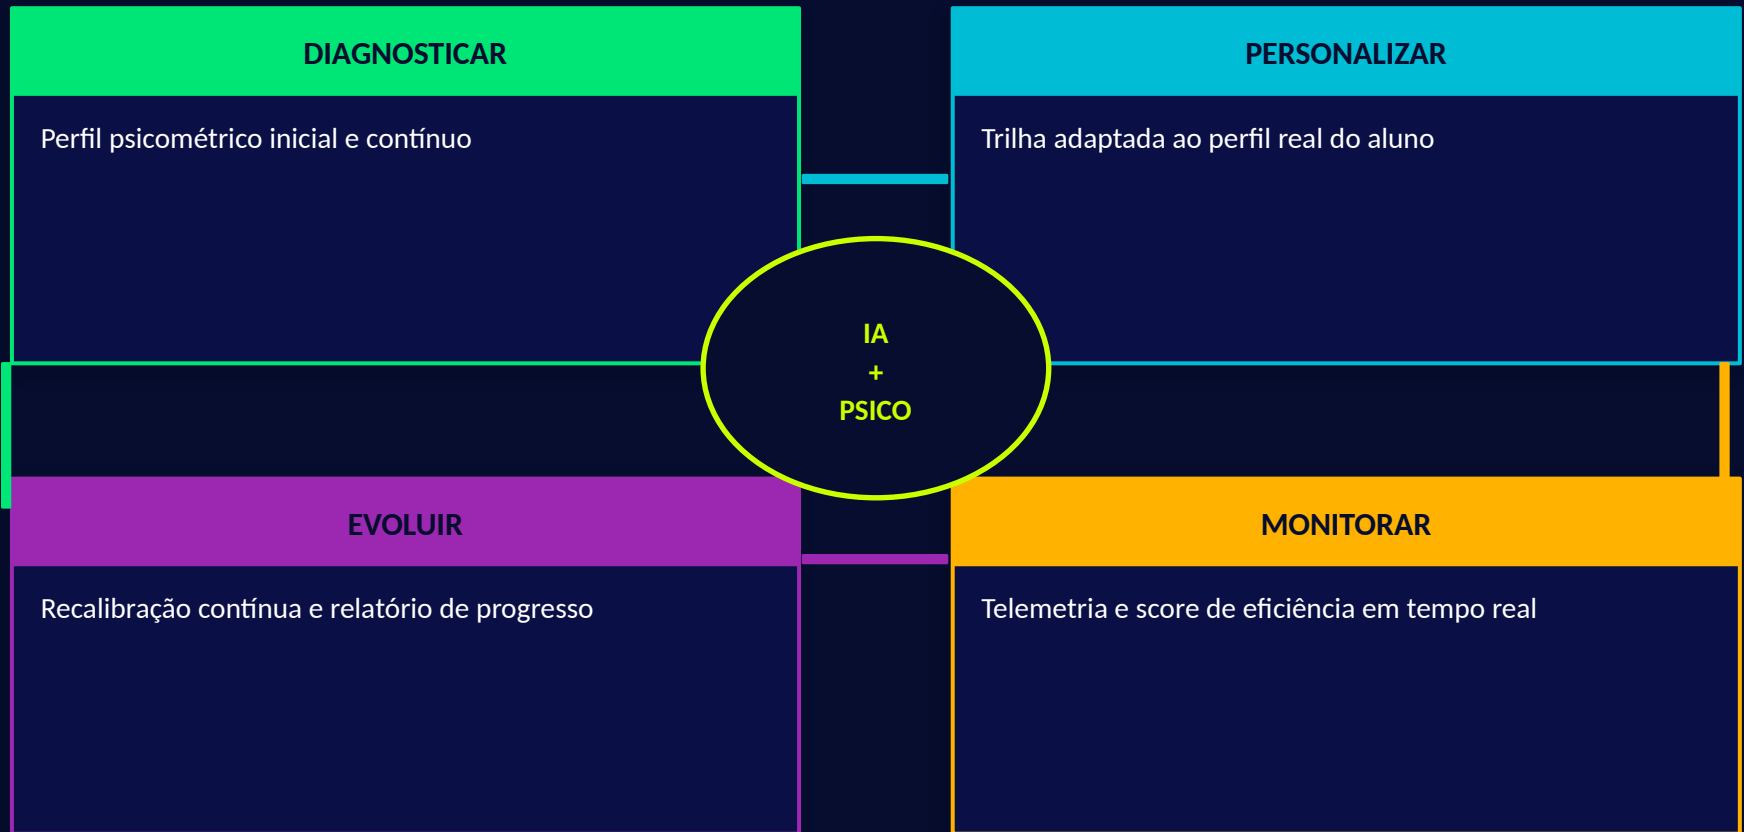 DIAGNOSTICAR
Perfil psicométrico inicial e contínuo
PERSONALIZAR
Trilha adaptada ao perfil real do aluno
IA
+
PSICO
EVOLUIR
Recalibração contínua e relatório de progresso
MONITORAR
Telemetria e score de eficiência em tempo real